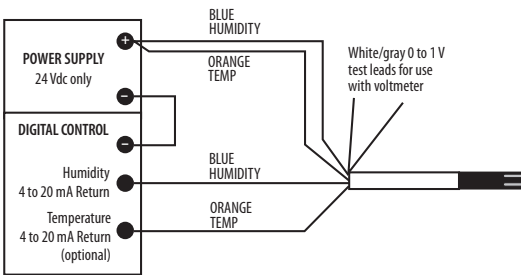 BLUE
HUMIDITY
+
POWER SUPPLY
24 Vdc only
ORANGE
TEMP
White/gray 0 to 1 V
test leads for use
with voltmeter
–
DIGITAL CONTROL
–
Humidity
4 to 20 mA Return
BLUE
HUMIDITY
Temperature
4 to 20 mA Return
(optional)
ORANGE
TEMP